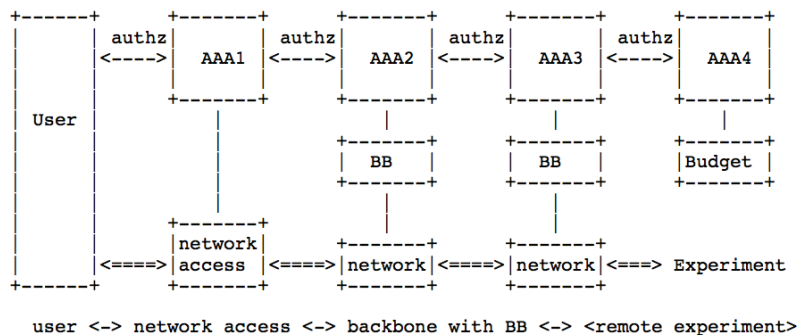 +------+       +-------+       +-------+       +-------+       +-------+
|      | authz |       | authz |       | authz |       | authz |       |
|      |<---->|  AAA1  |<---->|  AAA2  |<---->|  AAA3  |<---->|  AAA4  |
|      |       |       |       |       |       |       |       |       |
|      |       +-------+       +-------+       +-------+       +-------+
| User |           |               |               |               |
|      |           |           +-------+       +-------+       +-------+
|      |           |           |  BB   |       |  BB   |       |Budget |
|      |           |           +-------+       +-------+       +-------+
|      |           |               |               |
|      |       +-------+           |               |
|      |       |network|       +-------+       +-------+
|      |<====>|access |<====>|network|<====>|network|<===> Experiment
+------+       +-------+       +-------+       +-------+
user <-> network access <-> backbone with BB <-> <remote experiment>